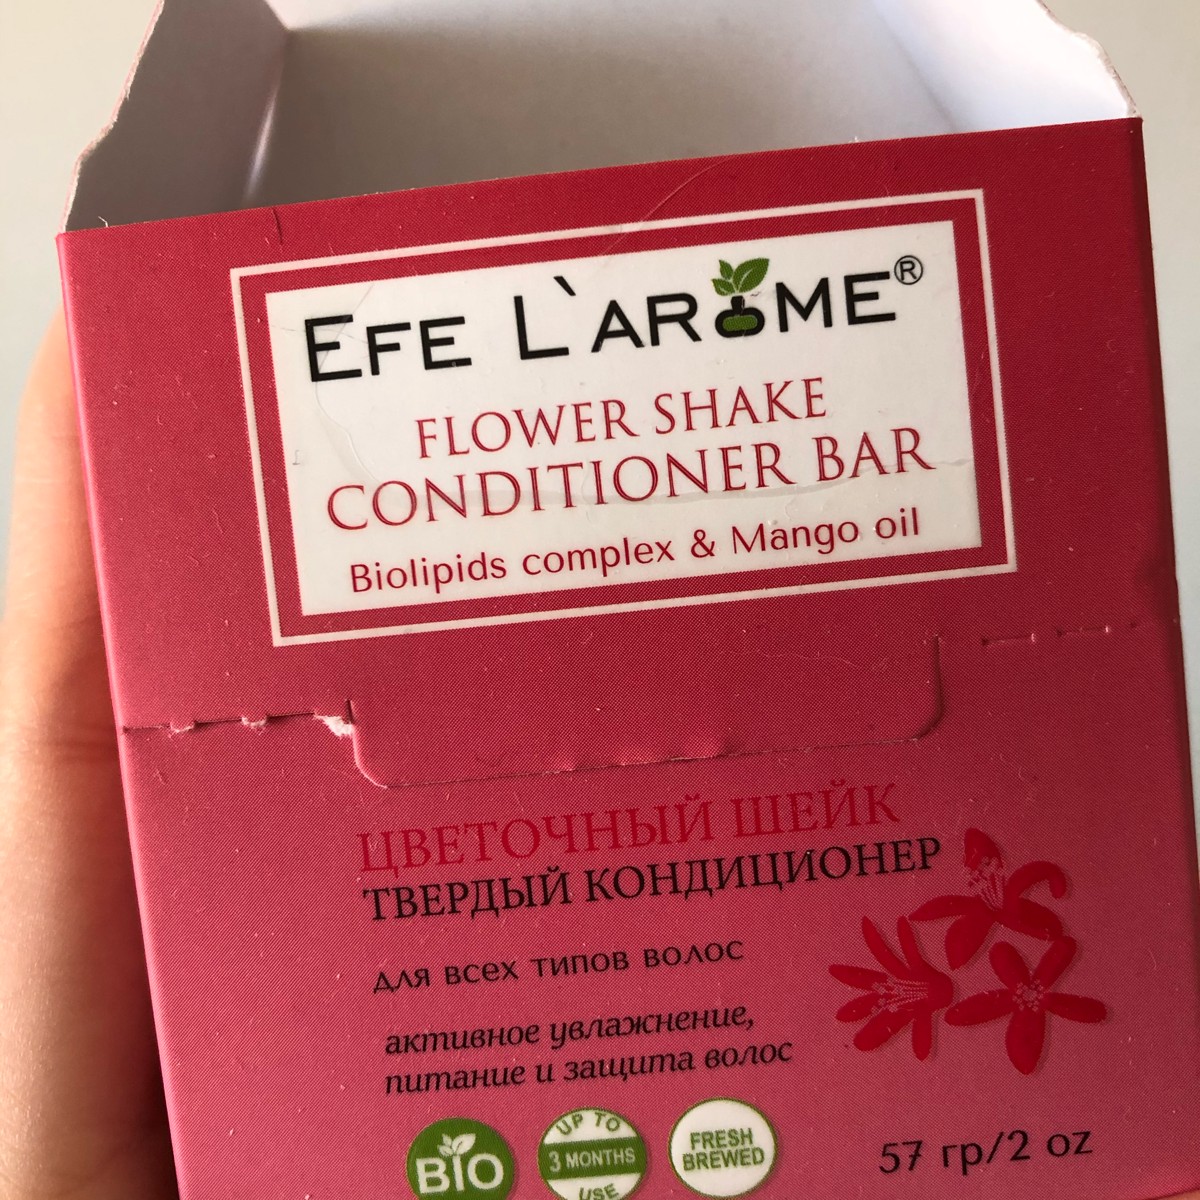 EFE L`AROME®
FLOWER SHAKE
CONDITIONER BAR
Biolipids complex & Mango oil
ЦВЕТОЧНЫЙ ШЕЙК
ТВЕРДЫЙ КОНДИЦИОНЕР
для всех типов волос
активное увлажнение,
питание и защита волос
BIO
UP TO
3 MONTHS
USE
FRESH
BREWED
57 гр/2 oz